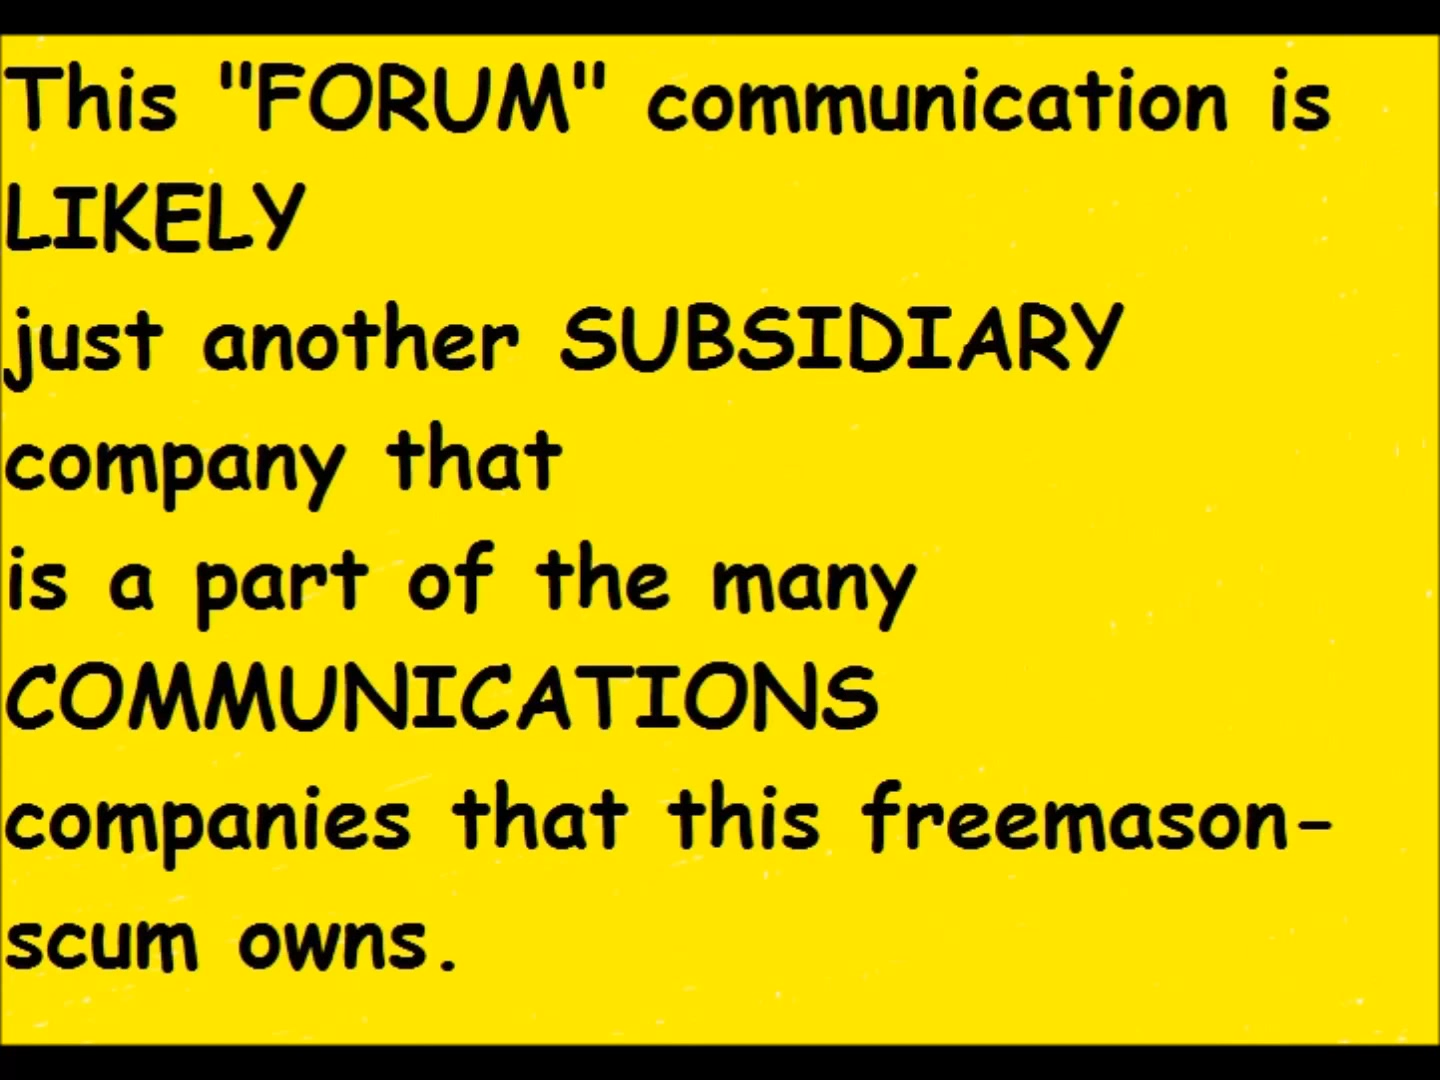 This "FORUM" communication is
LIKELY
just another SUBSIDIARY
company that
is a part of the many
COMMUNICATIONS
companies that this freemason-
scum owns.